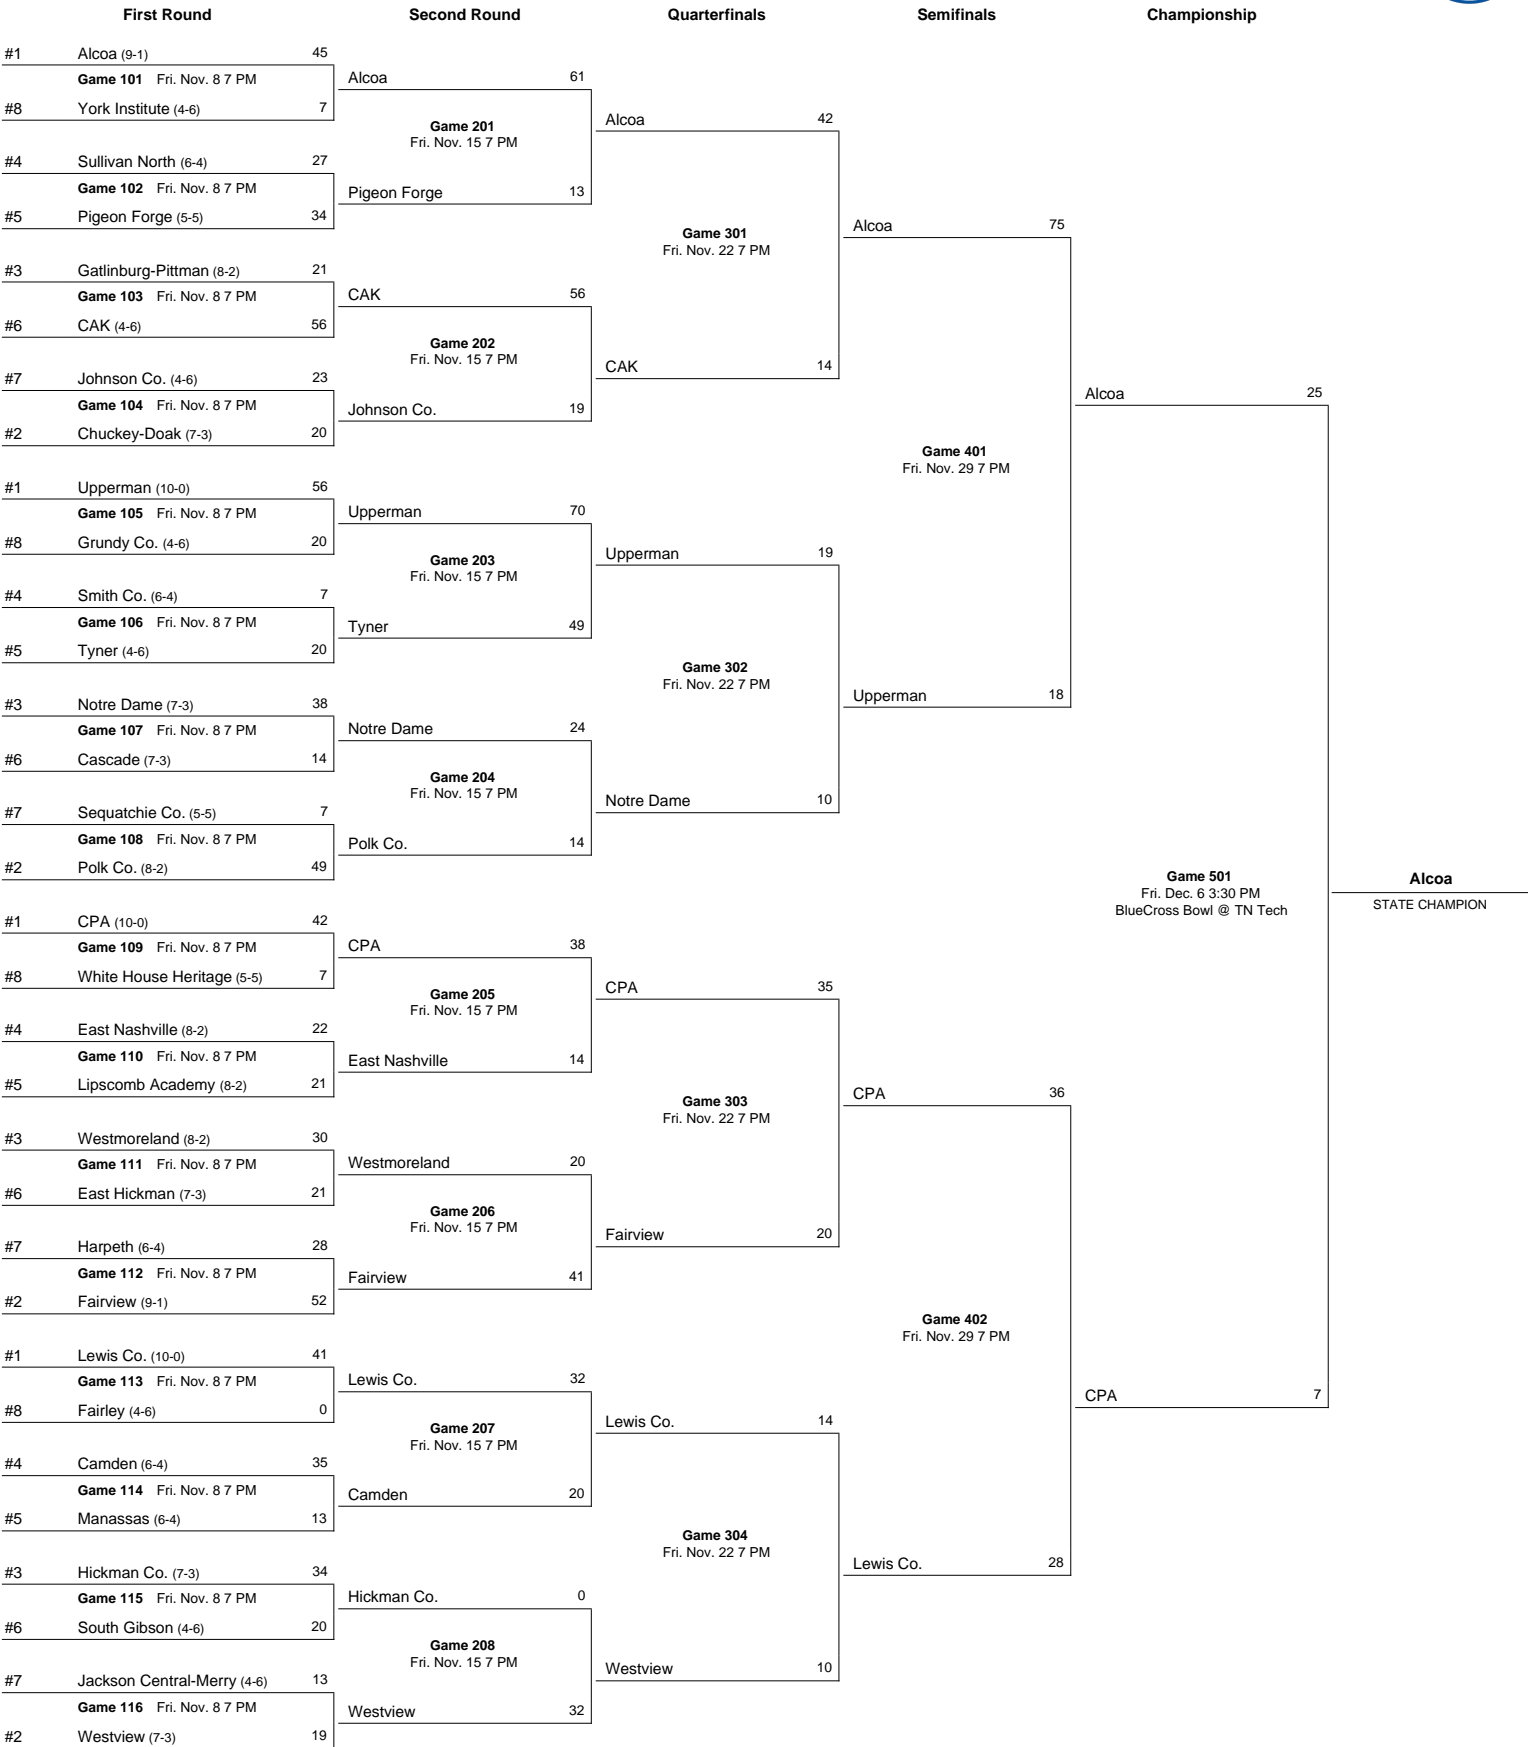 First Round Second Round Quarterfinals Semifinals Championship
#1 Alcoa (9-1) 45
Game 101 Fri. Nov. 8 7 PM
#8 York Institute (4-6) 7
#4 Sullivan North (6-4) 27
Game 102 Fri. Nov. 8 7 PM
#5 Pigeon Forge (5-5) 34
#3 Gatlinburg-Pittman (8-2) 21
Game 103 Fri. Nov. 8 7 PM
#6 CAK (4-6) 56
#7 Johnson Co. (4-6) 23
Game 104 Fri. Nov. 8 7 PM
#2 Chuckey-Doak (7-3) 20
#1 Upperman (10-0) 56
Game 105 Fri. Nov. 8 7 PM
#8 Grundy Co. (4-6) 20
#4 Smith Co. (6-4) 7
Game 106 Fri. Nov. 8 7 PM
#5 Tyner (4-6) 20
#3 Notre Dame (7-3) 38
Game 107 Fri. Nov. 8 7 PM
#6 Cascade (7-3) 14
#7 Sequatchie Co. (5-5) 7
Game 108 Fri. Nov. 8 7 PM
#2 Polk Co. (8-2) 49
#1 CPA (10-0) 42
Game 109 Fri. Nov. 8 7 PM
#8 White House Heritage (5-5) 7
#4 East Nashville (8-2) 22
Game 110 Fri. Nov. 8 7 PM
#5 Lipscomb Academy (8-2) 21
#3 Westmoreland (8-2) 30
Game 111 Fri. Nov. 8 7 PM
#6 East Hickman (7-3) 21
#7 Harpeth (6-4) 28
Game 112 Fri. Nov. 8 7 PM
#2 Fairview (9-1) 52
#1 Lewis Co. (10-0) 41
Game 113 Fri. Nov. 8 7 PM
#8 Fairley (4-6) 0
#4 Camden (6-4) 35
Game 114 Fri. Nov. 8 7 PM
#5 Manassas (6-4) 13
#3 Hickman Co. (7-3) 34
Game 115 Fri. Nov. 8 7 PM
#6 South Gibson (4-6) 20
#7 Jackson Central-Merry (4-6) 13
Game 116 Fri. Nov. 8 7 PM
#2 Westview (7-3) 19
Alcoa 61
Game 201
Fri. Nov. 15 7 PM
Pigeon Forge 13
CAK 56
Game 202
Fri. Nov. 15 7 PM
Johnson Co. 19
Upperman 70
Game 203
Fri. Nov. 15 7 PM
Tyner 49
Notre Dame 24
Game 204
Fri. Nov. 15 7 PM
Polk Co. 14
CPA 38
Game 205
Fri. Nov. 15 7 PM
East Nashville 14
Westmoreland 20
Game 206
Fri. Nov. 15 7 PM
Fairview 41
Lewis Co. 32
Game 207
Fri. Nov. 15 7 PM
Camden 20
Hickman Co. 0
Game 208
Fri. Nov. 15 7 PM
Westview 32
Alcoa 42
Game 301
Fri. Nov. 22 7 PM
CAK 14
Upperman 19
Game 302
Fri. Nov. 22 7 PM
Notre Dame 10
CPA 35
Game 303
Fri. Nov. 22 7 PM
Fairview 20
Lewis Co. 14
Game 304
Fri. Nov. 22 7 PM
Westview 10
Alcoa 75
Game 401
Fri. Nov. 29 7 PM
Upperman 18
CPA 36
Game 402
Fri. Nov. 29 7 PM
Lewis Co. 28
Alcoa 25
Game 501
Fri. Dec. 6 3:30 PM
BlueCross Bowl @ TN Tech
CPA 7
Alcoa
STATE CHAMPION